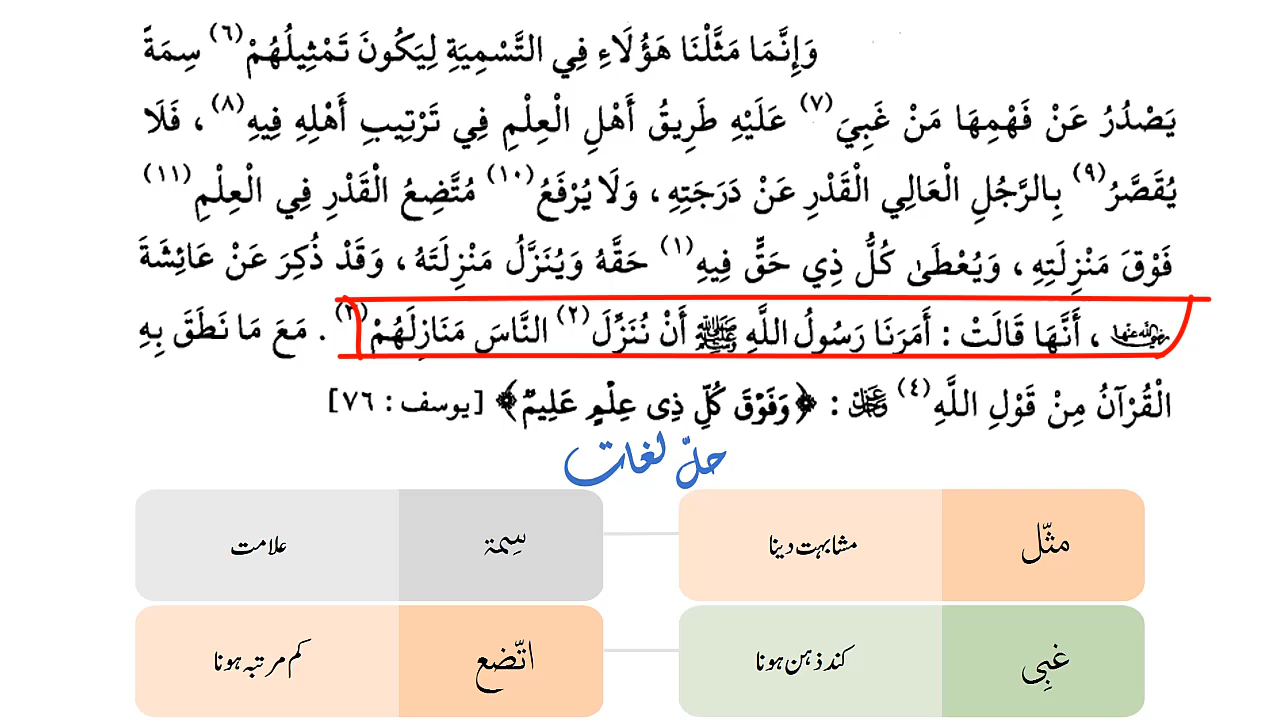 وَإِنَّمَا مَثَّلْنَا هَؤُلَاءِ فِي التَّسْمِيَةِ لِيَكُونَ تَمْثِيلُهُمْ(٦) سِمَةً
يَصْدُرُ عَنْ فَهْمِهَا مَنْ غَبِيَ(٧) عَلَيْهِ طَرِيقُ أَهْلِ الْعِلْمِ فِي تَرْتِيبِ أَهْلِهِ فِيهِ(٨)، فَلَا
يُقَصَّرُ(٩) بِالرَّجُلِ الْعَالِي الْقَدْرِ عَنْ دَرَجَتِهِ، وَلَا يُرْفَعُ(١٠) مُتَّضِعُ الْقَدْرِ فِي الْعِلْمِ(١١)
فَوْقَ مَنْزِلَتِهِ، وَيُعْطَىٰ كُلُّ ذِي حَقٍّ فِيهِ(١) حَقَّهُ وَيُنَزَّلُ مَنْزِلَتَهُ، وَقَدْ ذُكِرَ عَنْ عَائِشَةَ
رضي الله عنها، أَنَّهَا قَالَتْ: أَمَرَنَا رَسُولُ اللَّهِ ﷺ أَنْ نُنَزِّلَ(٢) النَّاسَ مَنَازِلَهُمْ(٣). مَعَ مَا نَطَقَ بِهِ
الْقُرْآنُ مِنْ قَوْلِ اللَّهِ(٤) عز وجل: ﴿وَفَوْقَ كُلِّ ذِى عِلْمٍ عَلِيمٌ﴾ [يوسف: ٧٦]
حلّ لغات
مثّل مشابہت دینا سِمة علامت
غبِی کند ذہن ہونا اتّضع کم مرتبہ ہونا